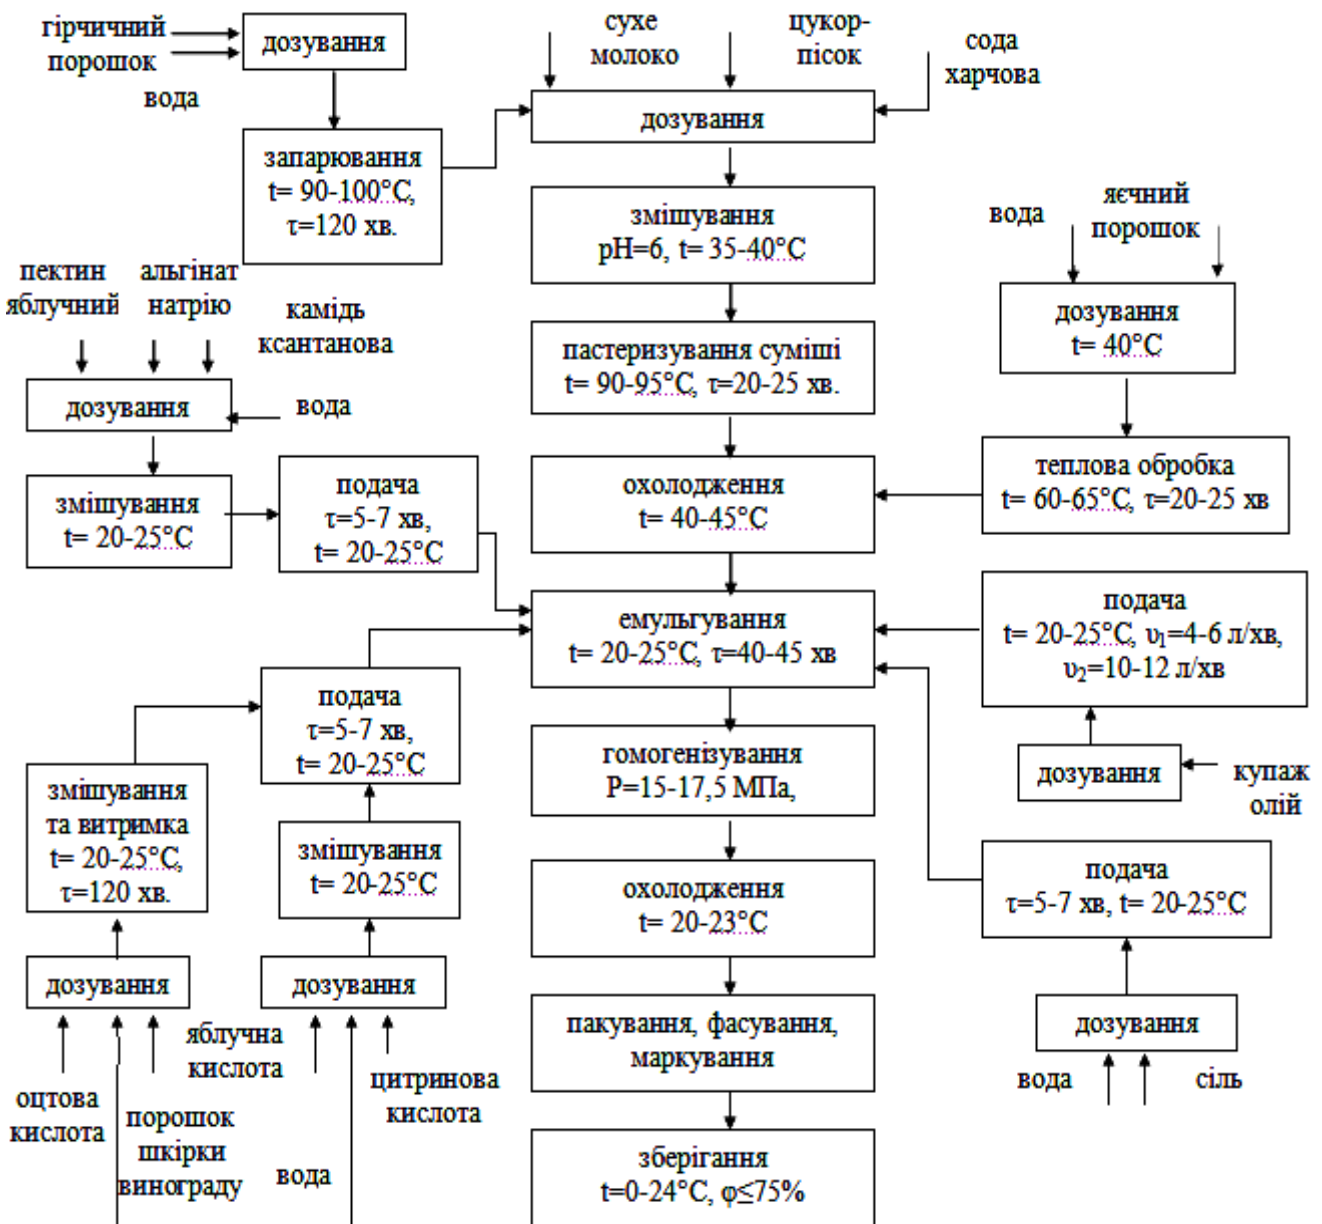 гірчичний
порошок
вода
дозування
запарювання
t= 90-100°C,
τ=120 хв.
сухе
молоко
цукор-
пісок
сода
харчова
дозування
змішування
pH=6, t= 35-40°C
пастеризування суміші
t= 90-95°C, τ=20-25 хв.
охолодження
t= 40-45°C
вода
яєчний
порошок
дозування
t= 40°C
теплова обробка
t= 60-65°C, τ=20-25 хв
пектин
яблучний
альгінат
натрію
камідь
ксантанова
дозування
вода
змішування
t= 20-25°C
подача
τ=5-7 хв,
t= 20-25°C
емульгування
t= 20-25°C, τ=40-45 хв
подача
t= 20-25°C, υ₁=4-6 л/хв,
υ₂=10-12 л/хв
дозування
купаж
олій
подача
τ=5-7 хв,
t= 20-25°C
змішування
та витримка
t= 20-25°C,
τ=120 хв.
змішування
t= 20-25°C
дозування
дозування
оцтова
кислота
порошок
шкірки
винограду
яблучна
кислота
вода
цитринова
кислота
гомогенізування
P=15-17,5 МПа,
охолодження
t= 20-23°C
пакування, фасування,
маркування
зберігання
t=0-24°C, φ≤75%
подача
τ=5-7 хв, t= 20-25°C
дозування
вода
сіль